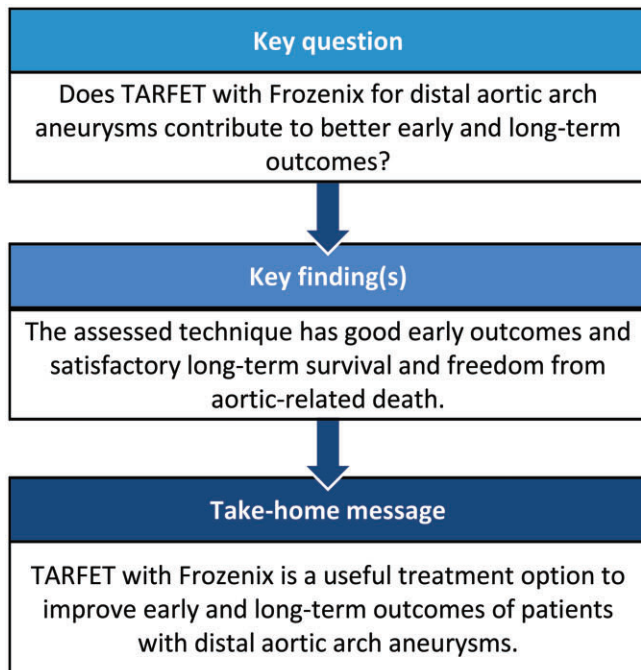 Key question
Does TARFET with Frozenix for distal aortic arch
aneurysms contribute to better early and long-term
outcomes?
Key finding(s)
The assessed technique has good early outcomes and
satisfactory long-term survival and freedom from
aortic-related death.
Take-home message
TARFET with Frozenix is a useful treatment option to
improve early and long-term outcomes of patients
with distal aortic arch aneurysms.